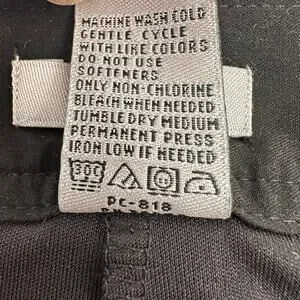 MACHINE WASH COLD
GENTLE CYCLE
WITH LIKE COLORS
DO NOT USE
SOFTENERS
ONLY NON-CHLORINE
BLEACH WHEN NEEDED
TUMBLE DRY MEDIUM
PERMANENT PRESS
IRON LOW IF NEEDED
30C
PC-818